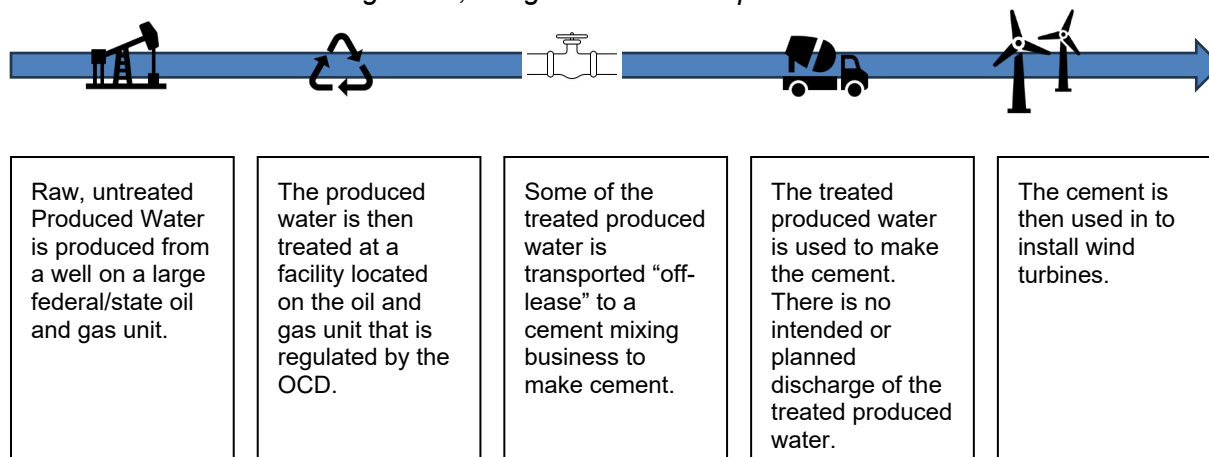 Raw, untreated
Produced Water
is produced from
a well on a large
federal/state oil
and gas unit.
The produced
water is then
treated at a
facility located
on the oil and
gas unit that is
regulated by the
OCD.
Some of the
treated produced
water is
transported “off-
lease” to a
cement mixing
business to
make cement.
The treated
produced water
is used to make
the cement.
There is no
intended or
planned
discharge of the
treated produced
water.
The cement is
then used in to
install wind
turbines.